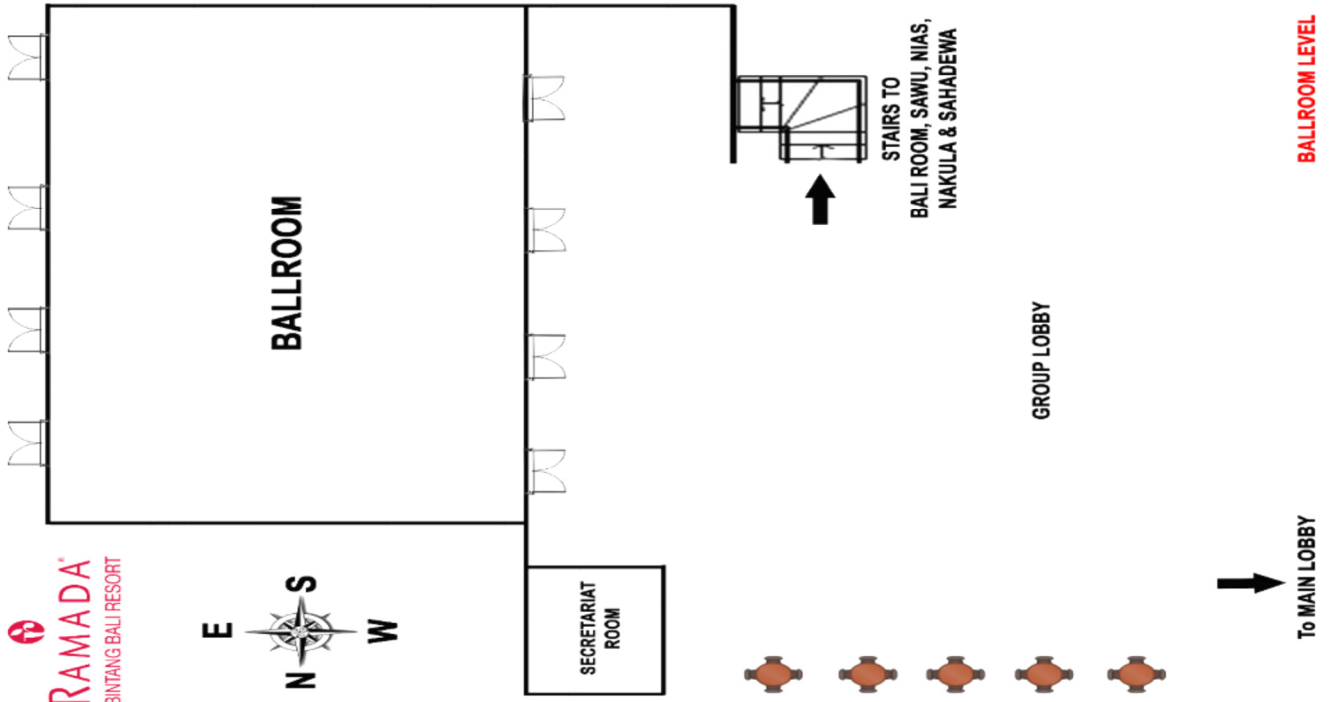 RAMADA®
BINTANG BALI RESORT
E
N
S
W
BALLROOM
SECRETARIAT
ROOM
STAIRS TO
BALI ROOM, SAWU, NIAS,
NAKULA & SAHADEWA
GROUP LOBBY
To MAIN LOBBY
BALLROOM LEVEL